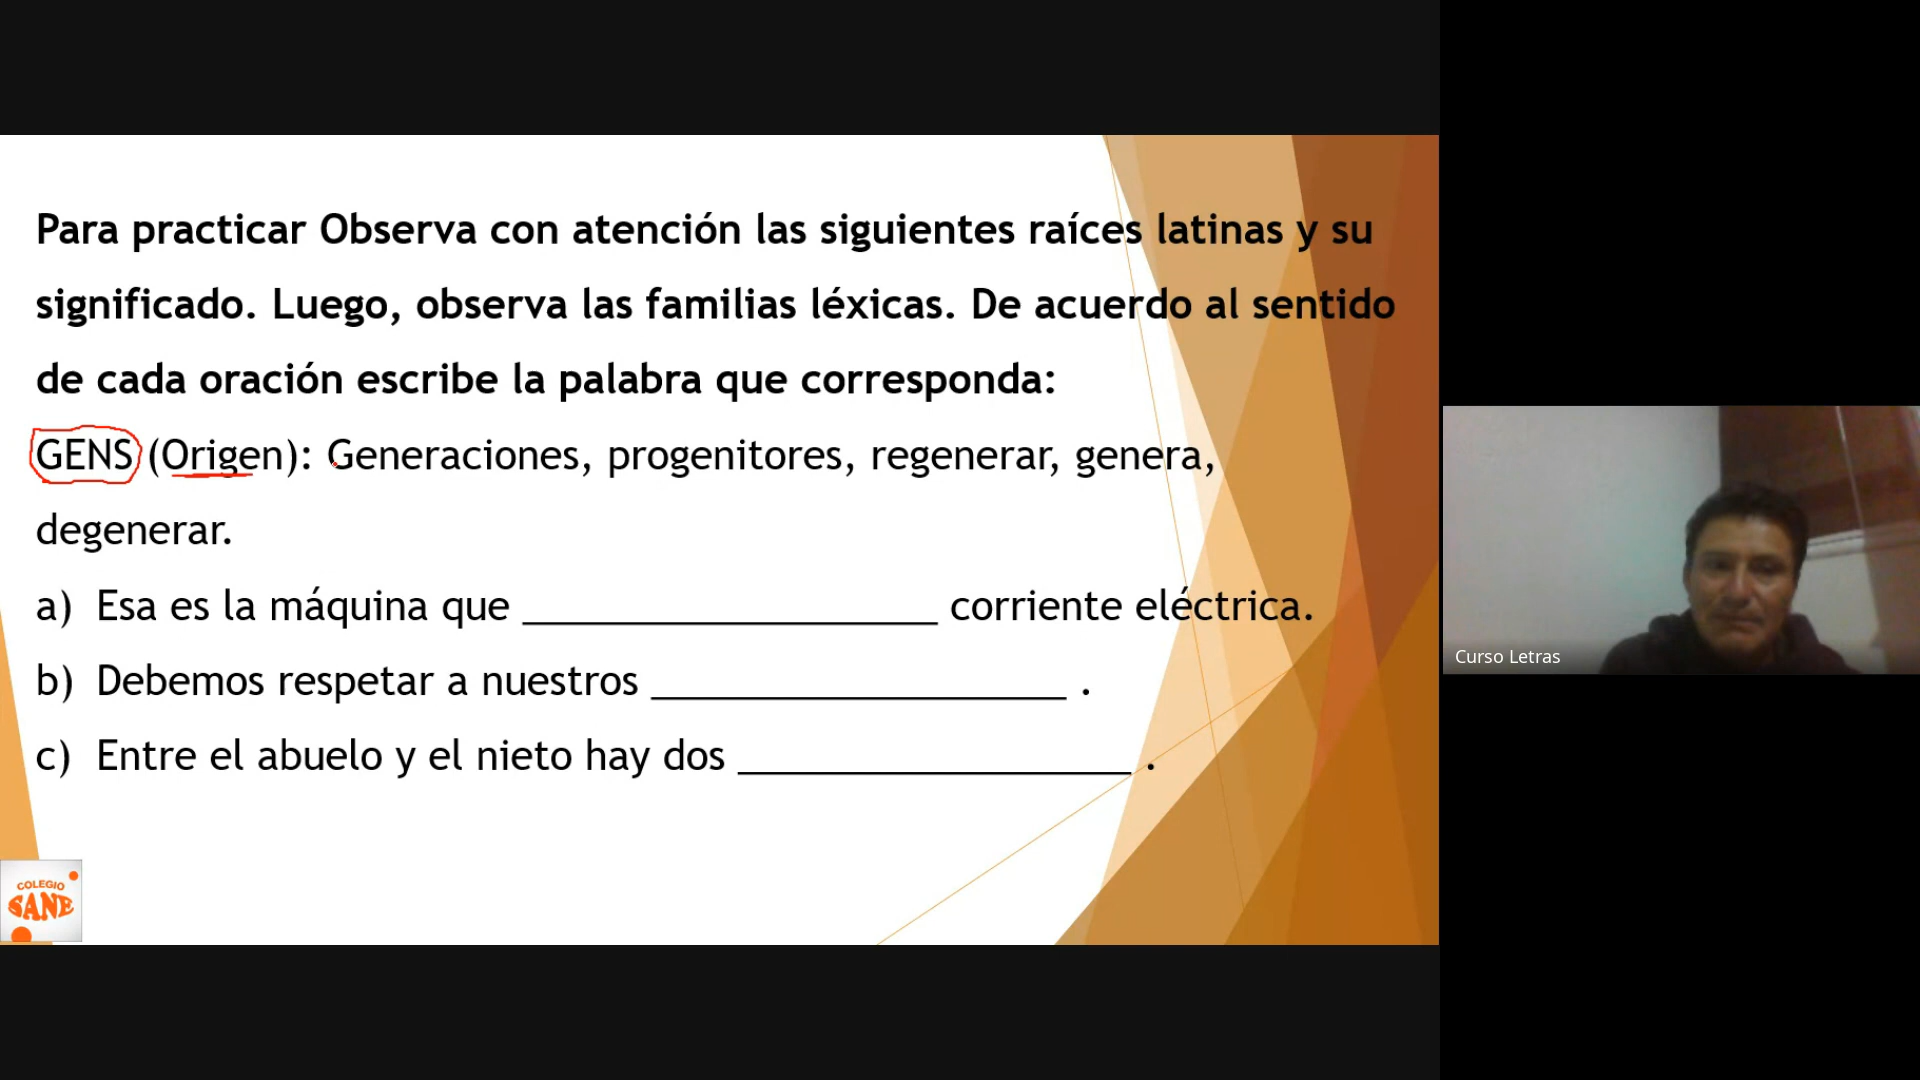 Para practicar Observa con atención las siguientes raíces latinas y su
significado. Luego, observa las familias léxicas. De acuerdo al sentido
de cada oración escribe la palabra que corresponda:
GENS (Origen): Generaciones, progenitores, regenerar, genera,
degenerar.
a) Esa es la máquina que ____________________ corriente eléctrica.
b) Debemos respetar a nuestros ____________________ .
c) Entre el abuelo y el nieto hay dos ___________________ .
COLEGIO
SANE
Curso Letras